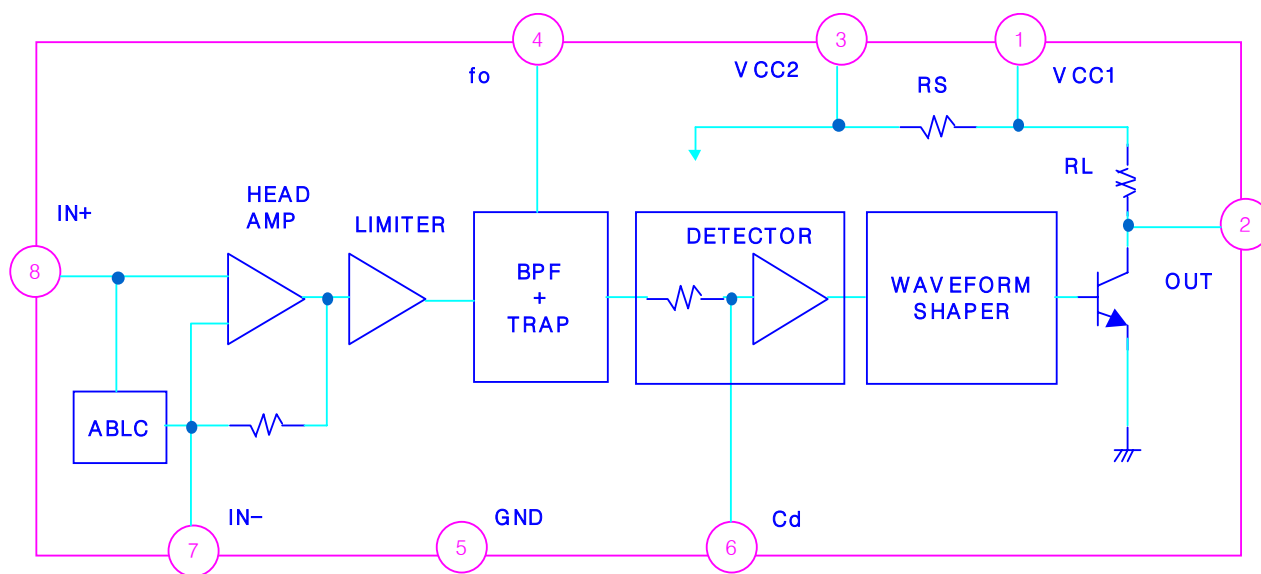 4
3
1
fo
VCC2
RS
VCC1
RL
HEAD
AMP
IN+
LIMITER
2
8
DETECTOR
BPF
+
TRAP
WAVEFORM
SHAPER
OUT
ABLC
IN-
GND
Cd
7
5
6